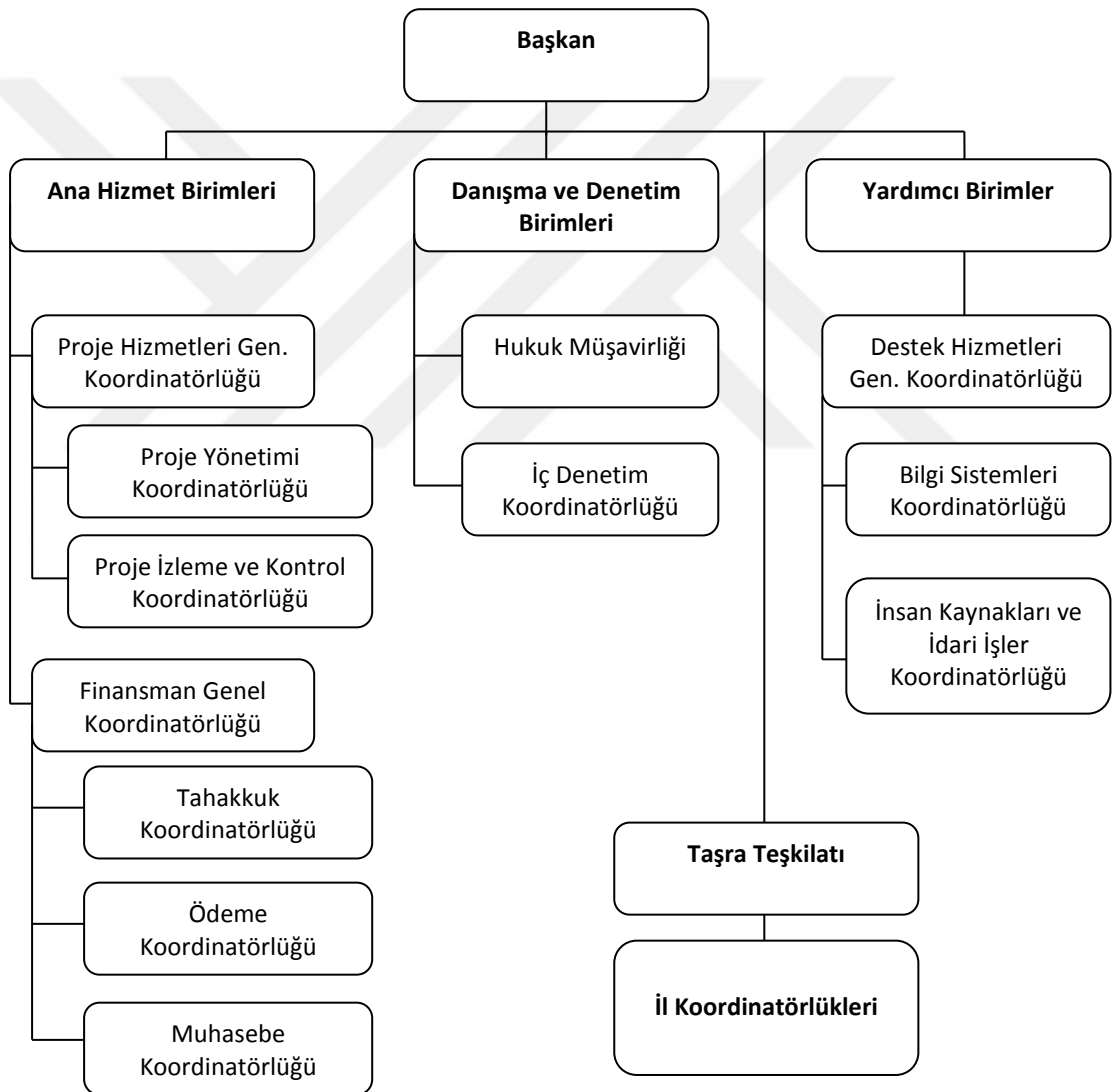 Başkan
Ana Hizmet Birimleri
Danışma ve Denetim
Birimleri
Yardımcı Birimler
Proje Hizmetleri Gen.
Koordinatörlüğü
Hukuk Müşavirliği
Destek Hizmetleri
Gen. Koordinatörlüğü
Proje Yönetimi
Koordinatörlüğü
İç Denetim
Koordinatörlüğü
Bilgi Sistemleri
Koordinatörlüğü
Proje İzleme ve Kontrol
Koordinatörlüğü
İnsan Kaynakları ve
İdari İşler
Koordinatörlüğü
Finansman Genel
Koordinatörlüğü
Tahakkuk
Koordinatörlüğü
Taşra Teşkilatı
Ödeme
Koordinatörlüğü
İl Koordinatörlükleri
Muhasebe
Koordinatörlüğü